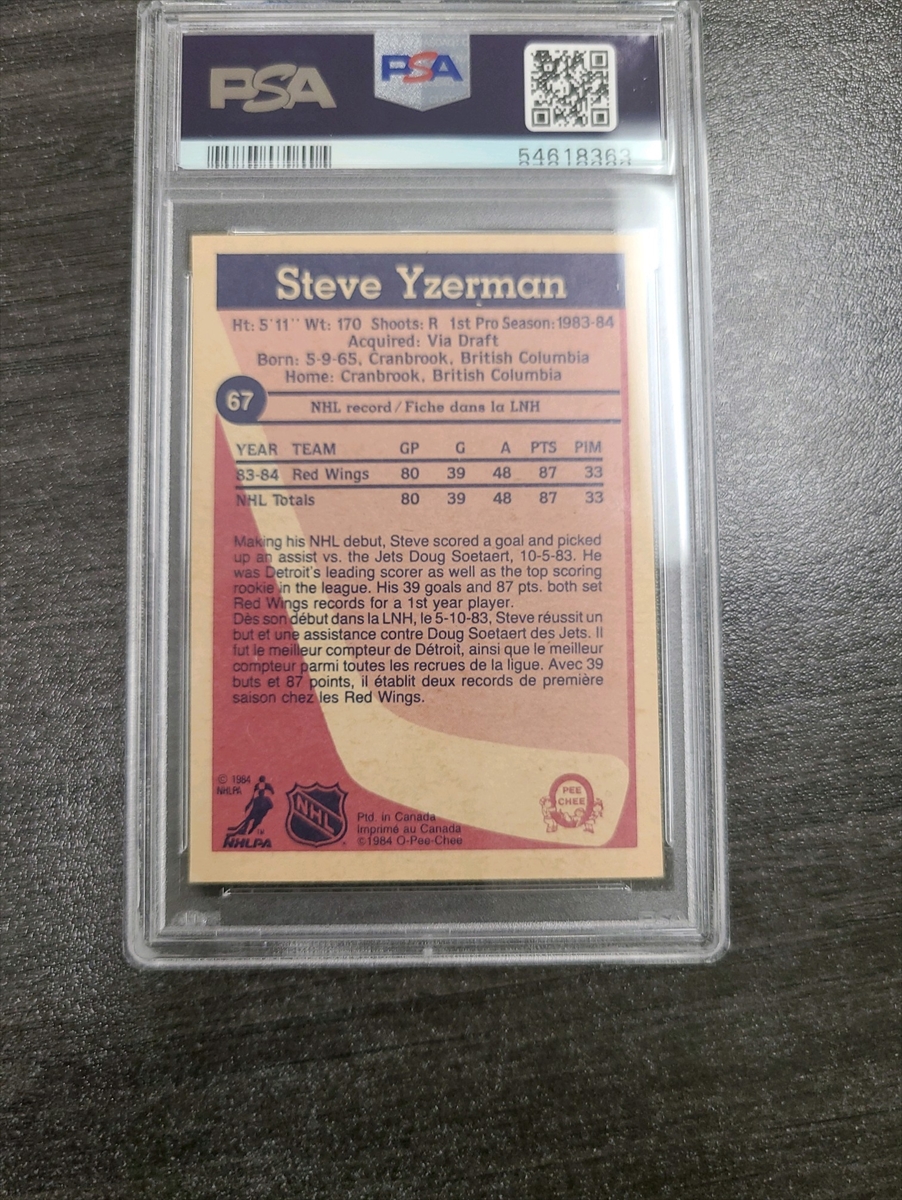 PSA
PSA
54618363
Steve Yzerman
Ht: 5'11" Wt: 170 Shoots: R 1st Pro Season: 1983-84
Acquired: Via Draft
Born: 5-9-65, Cranbrook, British Columbia
Home: Cranbrook, British Columbia
67
NHL record/Fiche dans la LNH
YEAR TEAM GP G A PTS PIM
83-84 Red Wings 80 39 48 87 33
NHL Totals 80 39 48 87 33
Making his NHL debut, Steve scored a goal and picked
up an assist vs. the Jets Doug Soetaert, 10-5-83. He
was Detroit's leading scorer as well as the top scoring
rookie in the league. His 39 goals and 87 pts. both set
Red Wings records for a 1st year player.
Dès son début dans la LNH, le 5-10-83, Steve réussit un
but et une assistance contre Doug Soetaert des Jets. Il
fut le meilleur compteur de Détroit, ainsi que le meilleur
compteur parmi toutes les recrues de la ligue. Avec 39
buts et 87 points, il établit deux records de première
saison chez les Red Wings.
© 1984
NHLPA
NHLPA
TM
NHL
Ptd. in Canada
Imprimé au Canada
©1984 O-Pee-Chee
O
PEE
CHEE